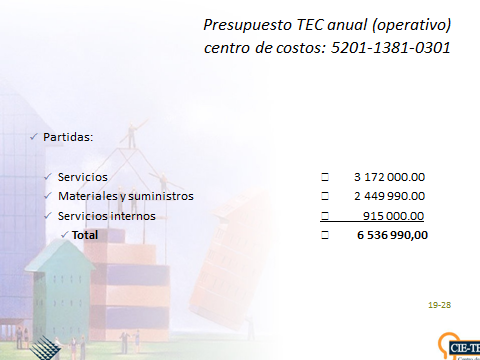 Presupuesto TEC anual (operativo)
centro de costos: 5201-1381-0301
✓ Partidas:
✓ Servicios □ 3 172 000.00
✓ Materiales y suministros □ 2 449 990.00
✓ Servicios internos □ 915 000.00
✓ Total □ 6 536 990,00
19-28
CIE-TE